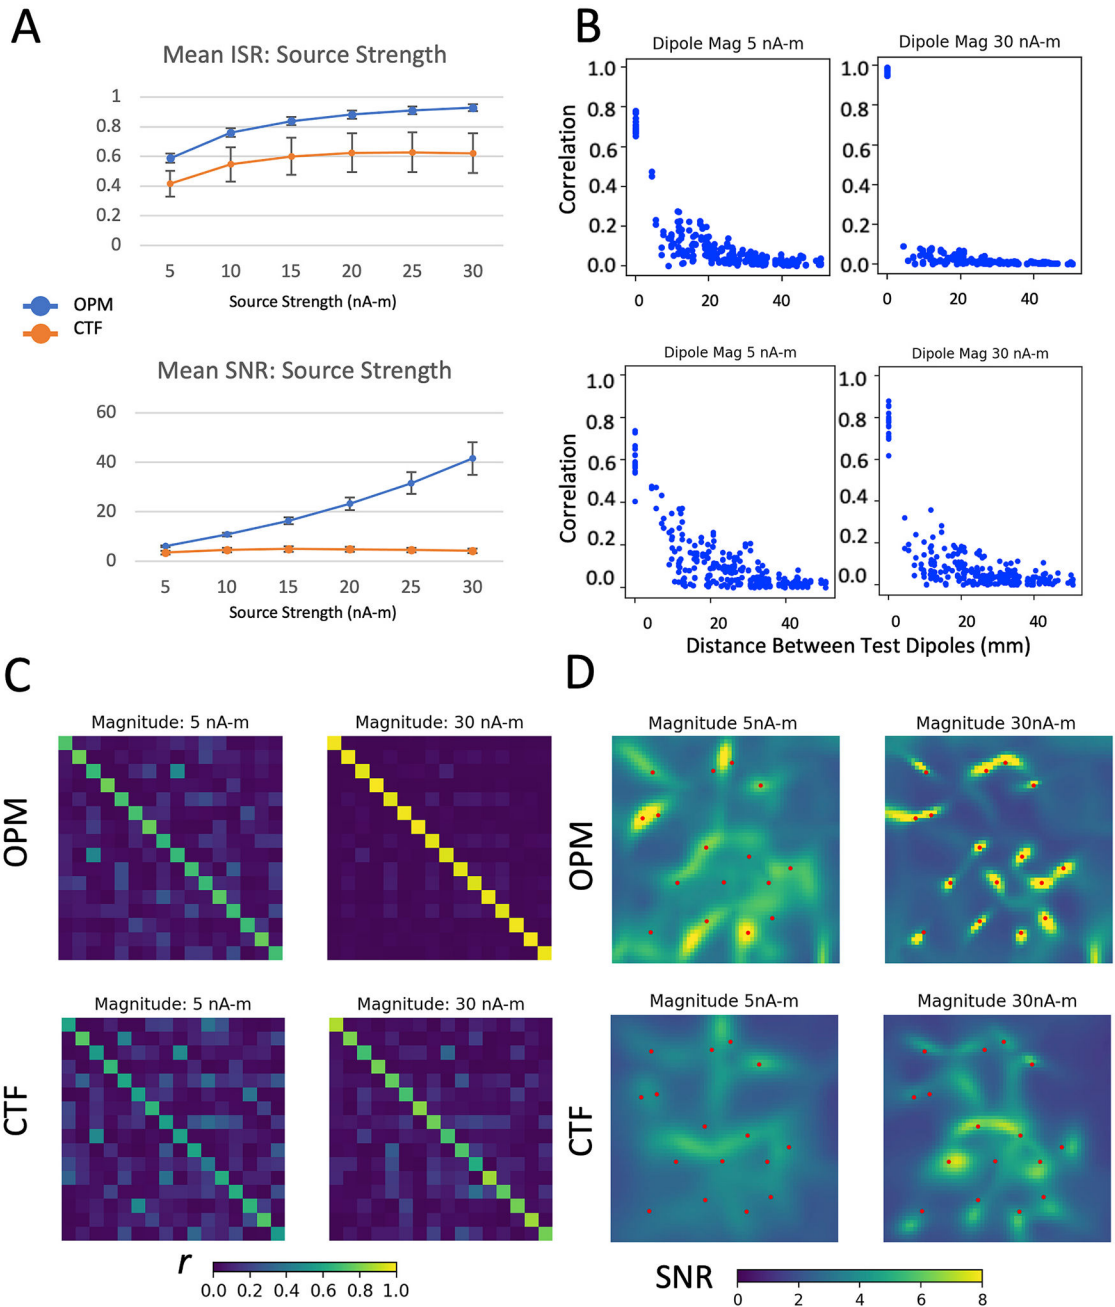 A
Mean ISR: Source Strength
1
0.8
0.6
0.4
0.2
0
5 10 15 20 25 30
Source Strength (nA-m)
OPM
CTF
Mean SNR: Source Strength
60
40
20
0
5 10 15 20 25 30
Source Strength (nA-m)
B
Dipole Mag 5 nA-m
Dipole Mag 30 nA-m
Correlation
1.0
0.8
0.6
0.4
0.2
0.0
0 20 40
1.0
0.8
0.6
0.4
0.2
0.0
0 20 40
Dipole Mag 5 nA-m
Dipole Mag 30 nA-m
Correlation
1.0
0.8
0.6
0.4
0.2
0.0
0 20 40
1.0
0.8
0.6
0.4
0.2
0.0
0 20 40
Distance Between Test Dipoles (mm)
C
Magnitude: 5 nA-m
Magnitude: 30 nA-m
OPM
Magnitude: 5 nA-m
Magnitude: 30 nA-m
CTF
r
0.0 0.2 0.4 0.6 0.8 1.0
D
Magnitude 5nA-m
Magnitude 30nA-m
OPM
Magnitude 5nA-m
Magnitude 30nA-m
CTF
SNR
0 2 4 6 8